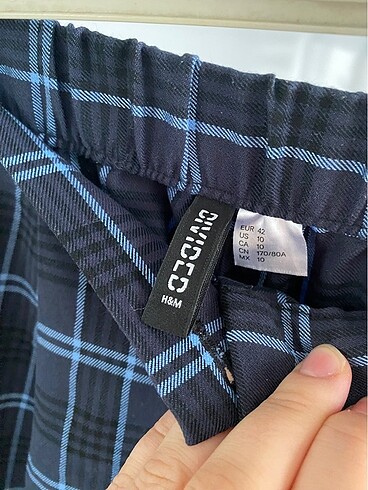 DIVIDED
H&M
EUR 42
US 10
CA 10
CN 170/80A
MX 10